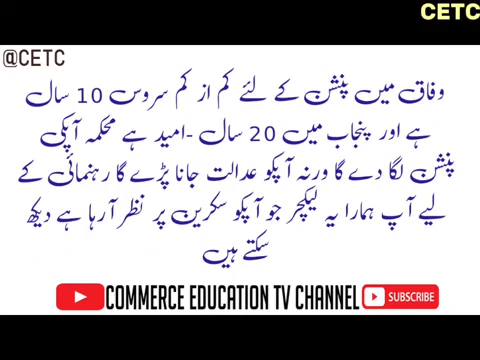 CETC
@CETC
وفاق میں پنشن کے لئے کم از کم سروس 10 سال
ہے اور پنجاب میں 20 سال -امید ہے محکمہ آپکی
پنشن لگا دے گا ورنہ آپکو عدالت جانا پڑے گا رہنمائی کے
لیے آپ ہمارا یہ لیکچر جو آپکو سکرین پر نظر آرہا ہے دیکھ
سکتے ہیں
COMMERCE EDUCATION TV CHANNEL SUBSCRIBE